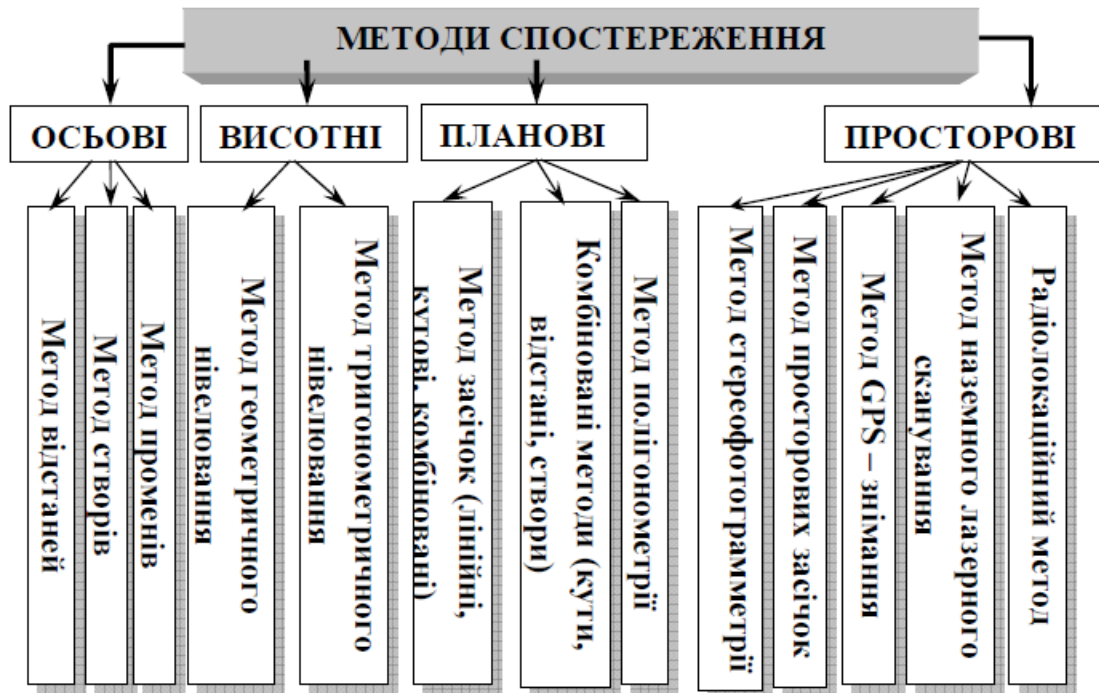 МЕТОДИ СПОСТЕРЕЖЕННЯ
ОСЬОВІ
ВИСОТНІ
ПЛАНОВІ
ПРОСТОРОВІ
Метод відстаней
Метод створів
Метод променів
Метод геометричного
нівелювання
Метод тригонометричного
нівелювання
Метод засічок (лінійні,
кутові. комбіновані)
Комбіновані методи (кути,
відстані, створи)
Метод полігонометрії
Метод стереофотограмметрії
Метод просторових засічок
Метод GPS – знімання
Метод наземного лазерного
сканування
Радіолокаційний метод